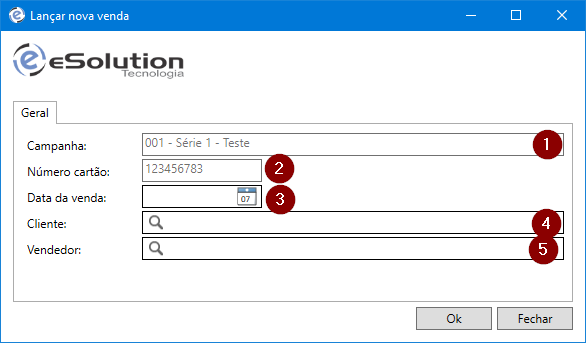 Lançar nova venda
eSolution
Tecnologia
Geral
Campanha: 001 - Série 1 - Teste 1
Número cartão: 123456783 2
Data da venda: 07 3
Cliente: 4
Vendedor: 5
Ok Fechar